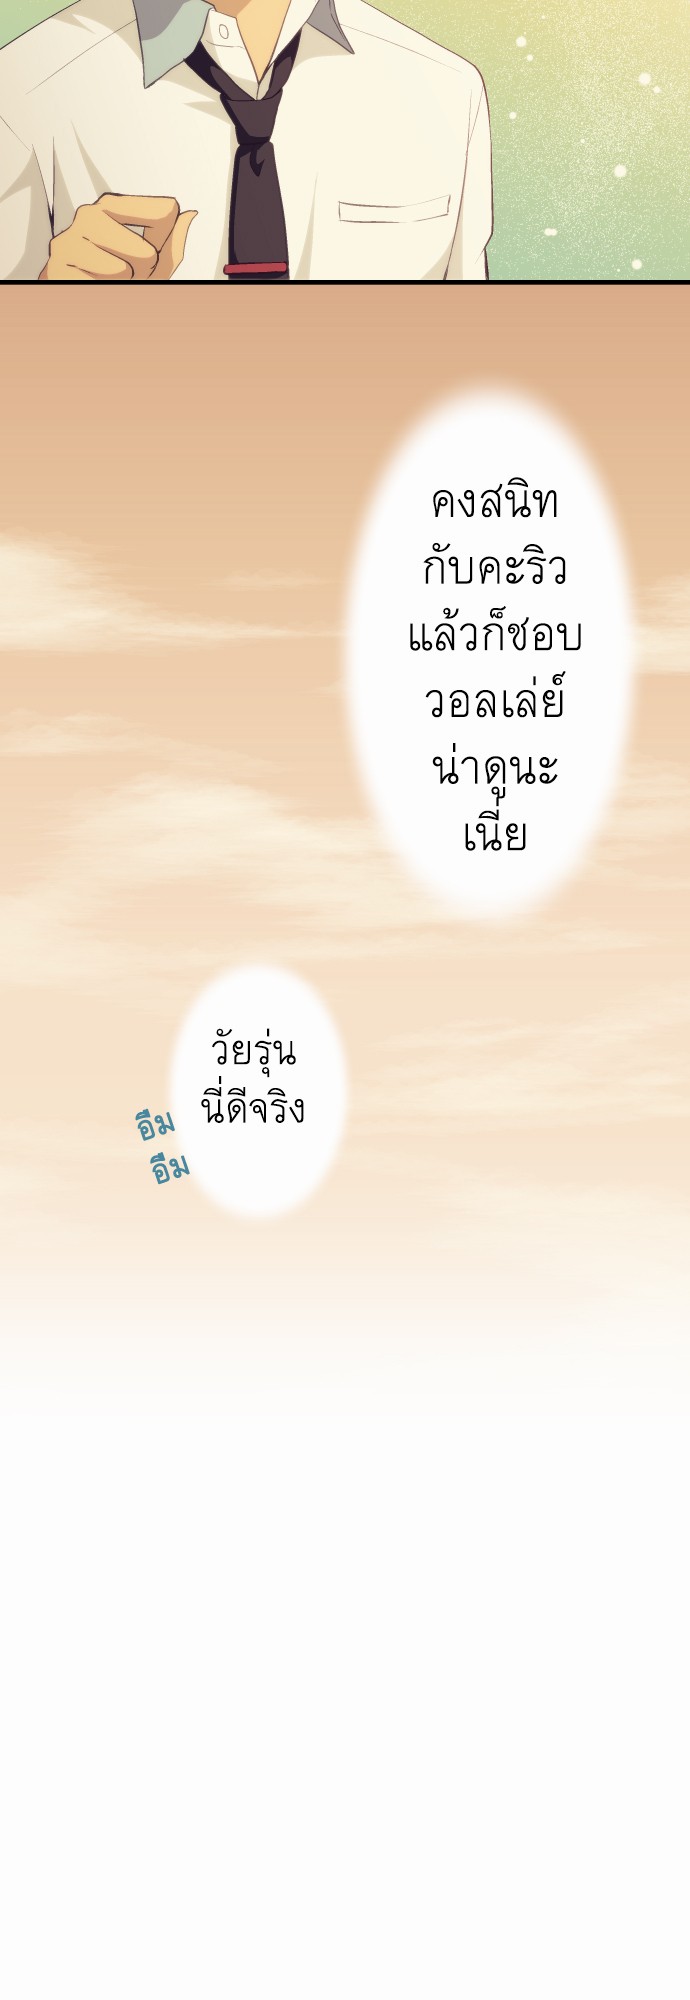 คงสนิท
กับคะริว
แล้วก็ชอบ
วอลเล่ย์
น่าดูนะ
เนี่ย
วัยรุ่น
นี่ดีจริง
อืม
อืม